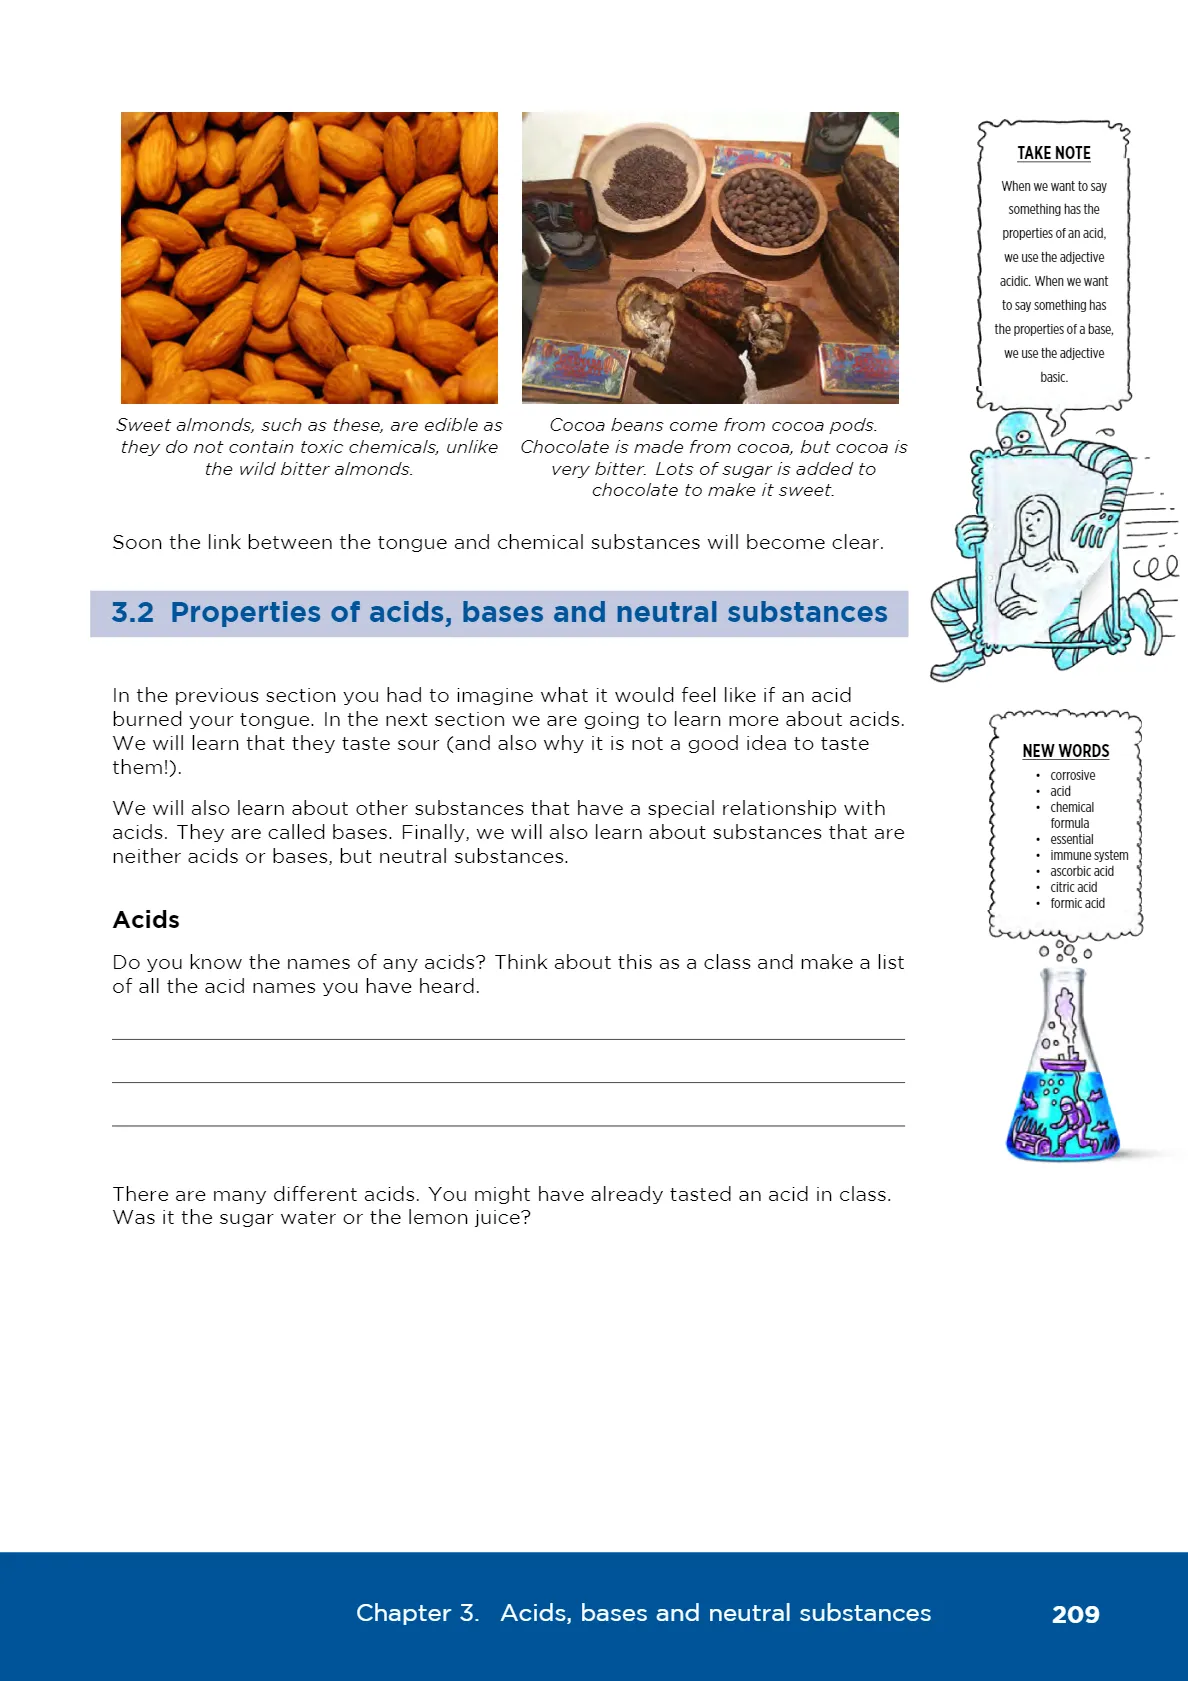 Sweet almonds, such as these, are edible as
they do not contain toxic chemicals, unlike
the wild bitter almonds.
Cocoa beans come from cocoa pods.
Chocolate is made from cocoa, but cocoa is
very bitter. Lots of sugar is added to
chocolate to make it sweet.
Soon the link between the tongue and chemical substances will become clear.
3.2 Properties of acids, bases and neutral substances
In the previous section you had to imagine what it would feel like if an acid
burned your tongue. In the next section we are going to learn more about acids.
We will learn that they taste sour (and also why it is not a good idea to taste
them!).
We will also learn about other substances that have a special relationship with
acids. They are called bases. Finally, we will also learn about substances that are
neither acids or bases, but neutral substances.
Acids
Do you know the names of any acids? Think about this as a class and make a list
of all the acid names you have heard.
There are many different acids. You might have already tasted an acid in class.
Was it the sugar water or the lemon juice?
TAKE NOTE
When we want to say
something has the
properties of an acid,
we use the adjective
acidic. When we want
to say something has
the properties of a base,
we use the adjective
basic.
NEW WORDS
• corrosive
• acid
• chemical
formula
• essential
• immune system
• ascorbic acid
• citric acid
• formic acid
Chapter 3. Acids, bases and neutral substances
209